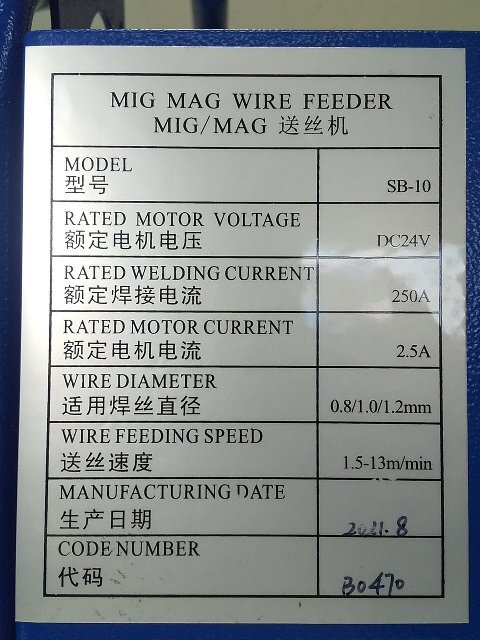 MIG MAG WIRE FEEDER
MIG/MAG 送丝机
MODEL
型号
SB-10
RATED MOTOR VOLTAGE
额定电机电压
DC24V
RATED WELDING CURRENT
额定焊接电流
250A
RATED MOTOR CURRENT
额定电机电流
2.5A
WIRE DIAMETER
适用焊丝直径
0.8/1.0/1.2mm
WIRE FEEDING SPEED
送丝速度
1.5-13m/min
MANUFACTURING DATE
生产日期
2021.8
CODE NUMBER
代码
B0470